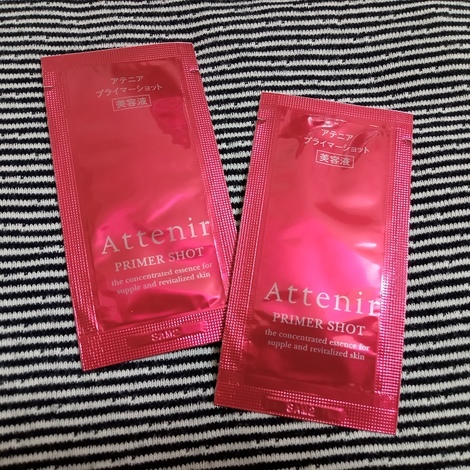 アテニア
プライマーショット
美容液
Attenir
PRIMER SHOT
the concentrated essence for
supple and revitalized skin
アテニア
プライマーショット
美容液
Attenir
PRIMER SHOT
the concentrated essence for
supple and revitalized skin